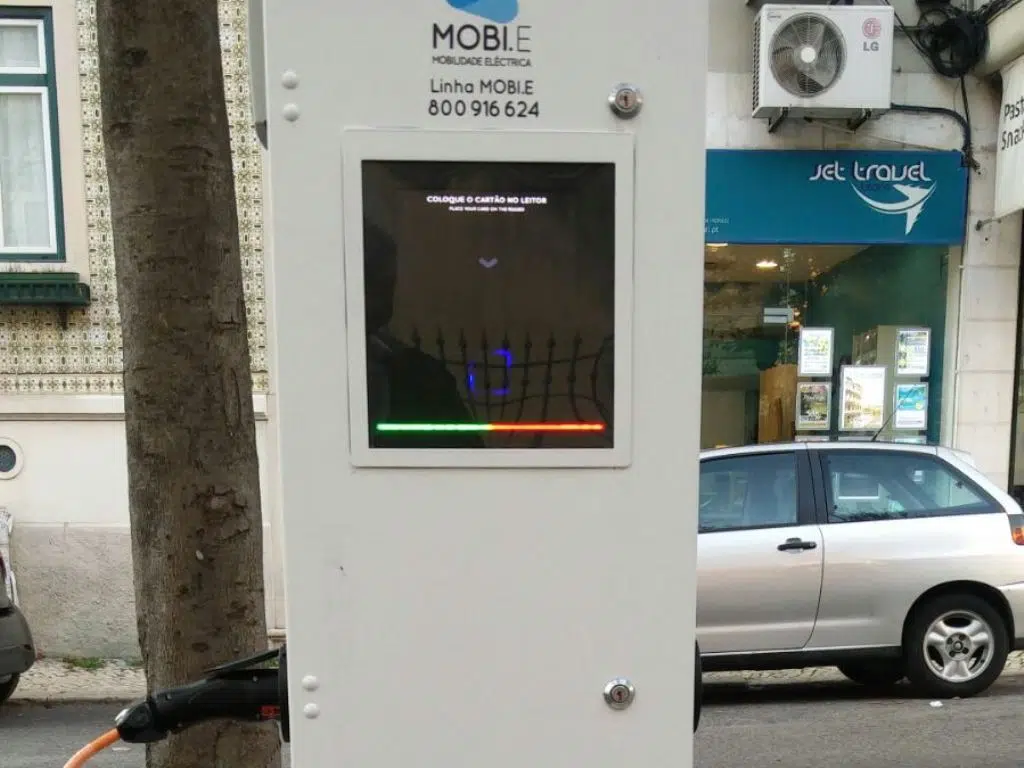 MOBI.E
MOBILIDADE ELÉCTRICA
Linha MOBI.E
800 916 624
COLOQUE O CARTÃO NO LEITOR
PLACE YOUR CARD ON THE READER
LG
jet travel
Past
Snac